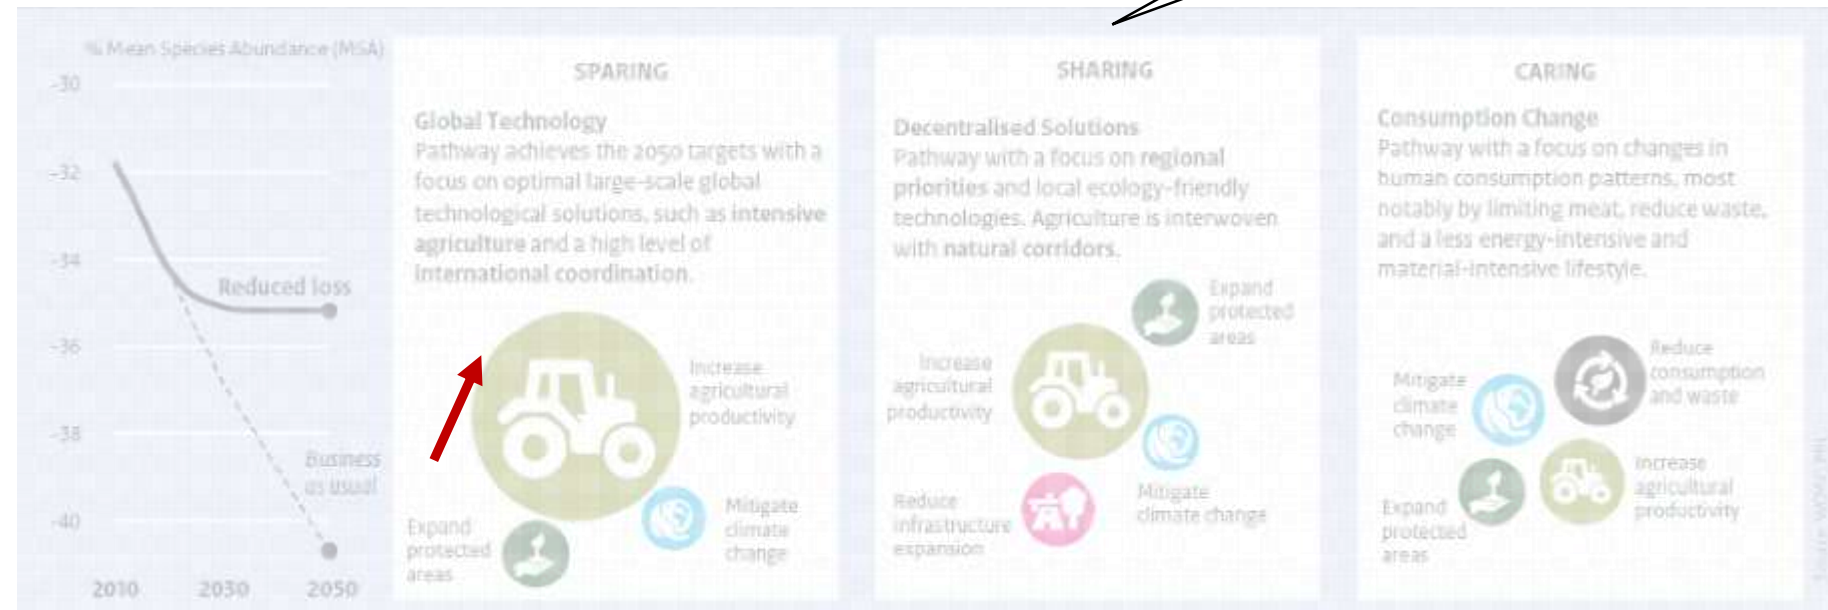 % Mean Species Abundance (MSA)
-30
-32
-34
-36
-38
-40
Reduced loss
Business
as usual
2010 2030 2050
SPARING
Global Technology
Pathway achieves the 2050 targets with a
focus on optimal large-scale global
technological solutions, such as intensive
agriculture and a high level of
international coordination.
Increase
agricultural
productivity
Mitigate
climate
change
Expand
protected
areas
SHARING
Decentralised Solutions
Pathway with a focus on regional
priorities and local ecology-friendly
technologies. Agriculture is interwoven
with natural corridors.
Expand
protected
areas
Increase
agricultural
productivity
Mitigate
climate change
Reduce
infrastructure
expansion
CARING
Consumption Change
Pathway with a focus on changes in
human consumption patterns, most
notably by limiting meat, reduce waste,
and a less energy-intensive and
material-intensive lifestyle.
Reduce
consumption
and waste
Mitigate
climate
change
Increase
agricultural
productivity
Expand
protected
areas